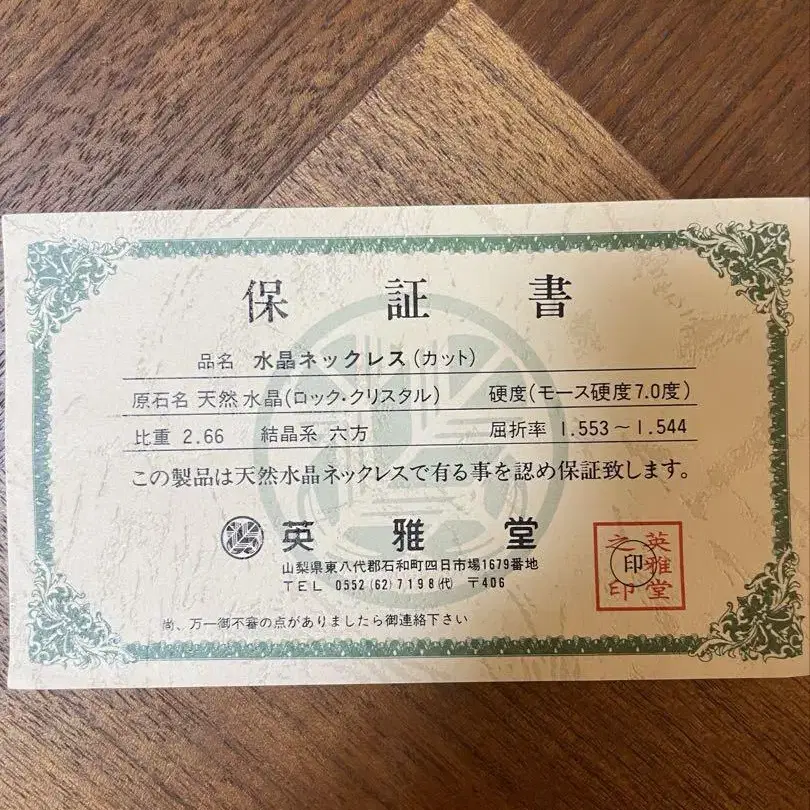 保証書
品名 水晶ネックレス(カット)
原石名 天然水晶(ロック・クリスタル) 硬度(モース硬度7.0度)
比重 2.66 結晶系 六方 屈折率 1.553～1.544
この製品は天然水晶ネックレスで有る事を認め保証致します。
英雅堂
山梨県東八代郡石和町四日市場1679番地
TEL 0552(62)7198(代) 〒406
英雅堂之印
印
尚、万一御不審の点がありましたら御連絡下さい